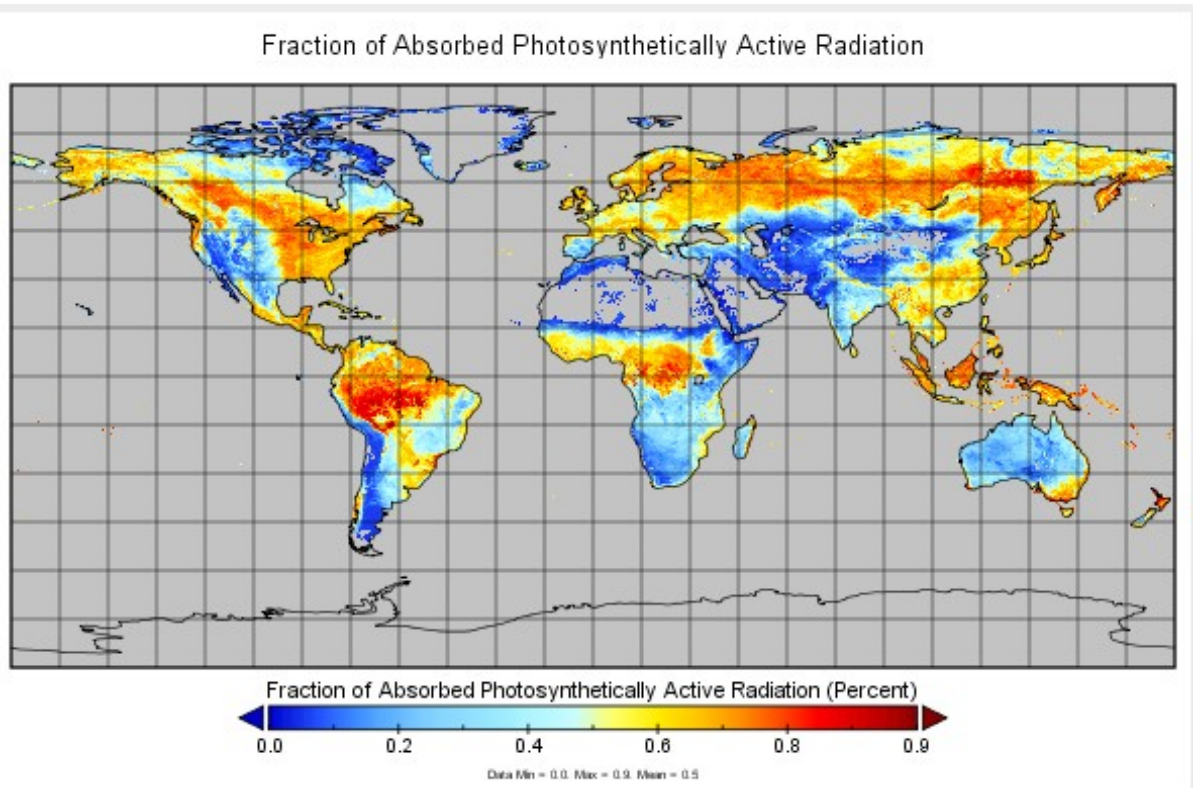 Fraction of Absorbed Photosynthetically Active Radiation
Fraction of Absorbed Photosynthetically Active Radiation (Percent)
0.0 0.2 0.4 0.6 0.8 0.9
Data Min = 0.0, Max = 0.9, Mean = 0.5